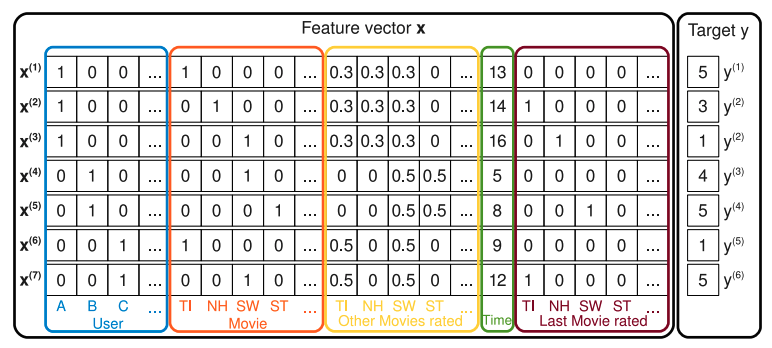 Feature vector x Target y
x(1) 1 0 0 ... 1 0 0 0 ... 0.3 0.3 0.3 0 ... 13 0 0 0 0 ... 5 y(1)
x(2) 1 0 0 ... 0 1 0 0 ... 0.3 0.3 0.3 0 ... 14 1 0 0 0 ... 3 y(2)
x(3) 1 0 0 ... 0 0 1 0 ... 0.3 0.3 0.3 0 ... 16 0 1 0 0 ... 1 y(2)
x(4) 0 1 0 ... 0 0 1 0 ... 0 0 0.5 0.5 ... 5 0 0 0 0 ... 4 y(3)
x(5) 0 1 0 ... 0 0 0 1 ... 0 0 0.5 0.5 ... 8 0 0 1 0 ... 5 y(4)
x(6) 0 0 1 ... 1 0 0 0 ... 0.5 0 0.5 0 ... 9 0 0 0 0 ... 1 y(5)
x(7) 0 0 1 ... 0 0 1 0 ... 0.5 0 0.5 0 ... 12 1 0 0 0 ... 5 y(6)
A B C ... TI NH SW ST ... TI NH SW ST ... TI NH SW ST ...
User Movie Other Movies rated Time Last Movie rated